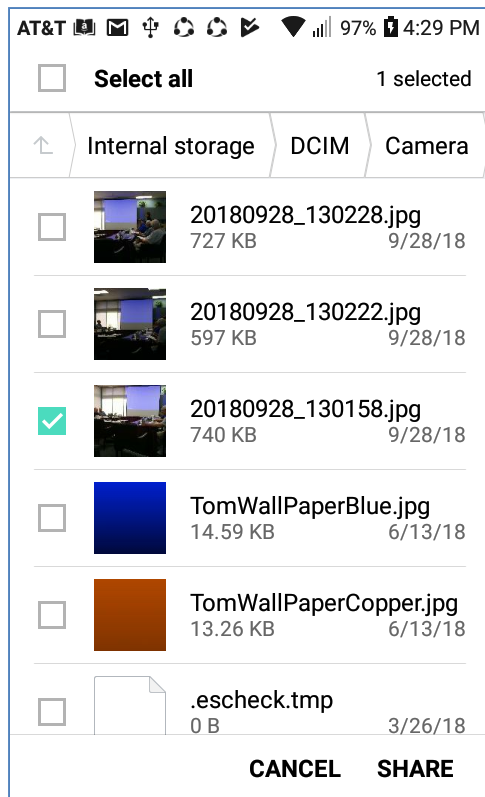 AT&T 97% 4:29 PM
Select all 1 selected
Internal storage DCIM Camera
20180928_130228.jpg
727 KB 9/28/18
20180928_130222.jpg
597 KB 9/28/18
20180928_130158.jpg
740 KB 9/28/18
TomWallPaperBlue.jpg
14.59 KB 6/13/18
TomWallPaperCopper.jpg
13.26 KB 6/13/18
.escheck.tmp
0 B 3/26/18
CANCEL SHARE